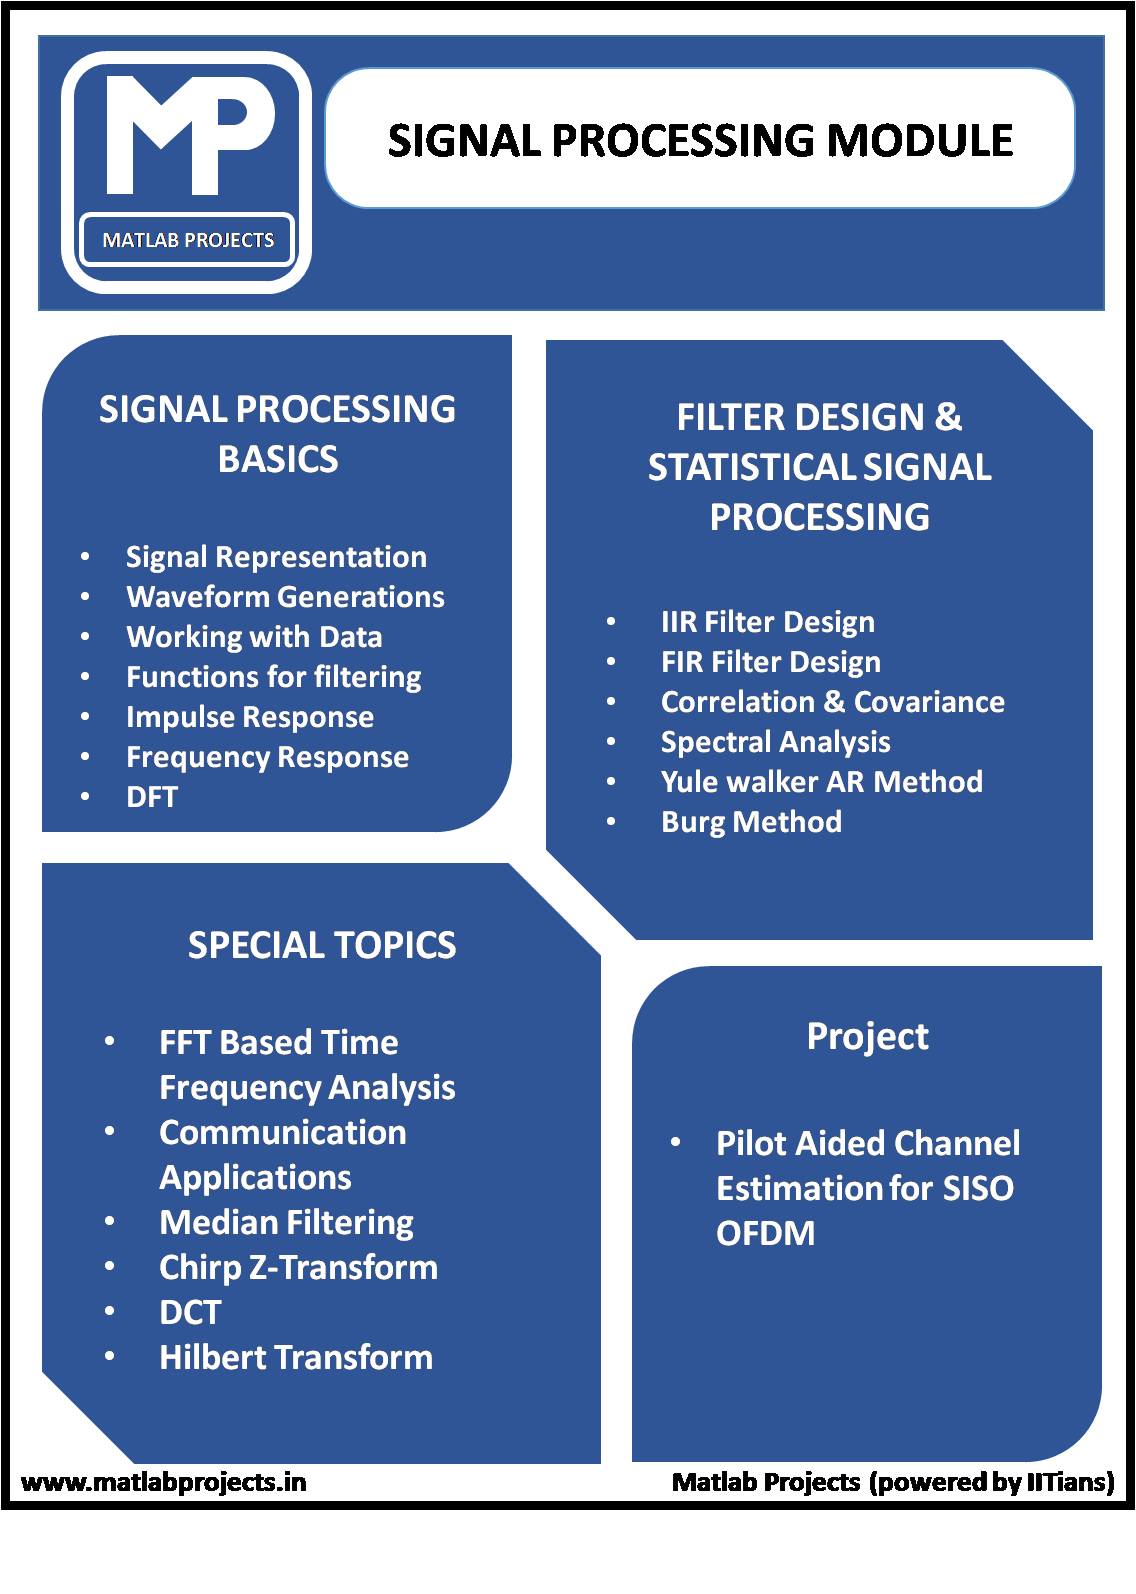 MP
MATLAB PROJECTS
SIGNAL PROCESSING MODULE
SIGNAL PROCESSING
BASICS
• Signal Representation
• Waveform Generations
• Working with Data
• Functions for filtering
• Impulse Response
• Frequency Response
• DFT
FILTER DESIGN &
STATISTICAL SIGNAL
PROCESSING
• IIR Filter Design
• FIR Filter Design
• Correlation & Covariance
• Spectral Analysis
• Yule walker AR Method
• Burg Method
SPECIAL TOPICS
• FFT Based Time
Frequency Analysis
• Communication
Applications
• Median Filtering
• Chirp Z-Transform
• DCT
• Hilbert Transform
Project
• Pilot Aided Channel
Estimation for SISO
OFDM
www.matlabprojects.in
Matlab Projects (powered by IITians)